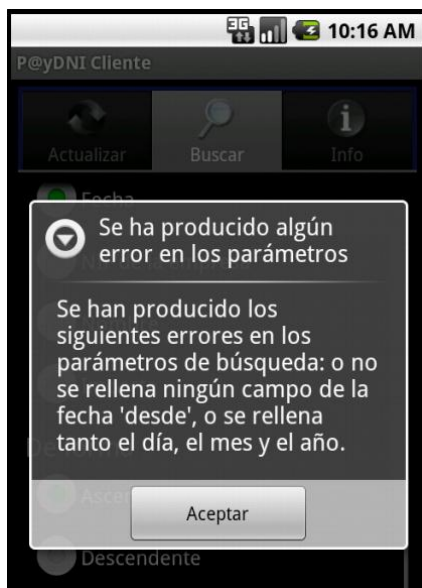 3G 10:16 AM
P@yDNI Cliente
Actualizar Buscar Info
Fecha
Se ha producido algún
error en los parámetros
Se han producido los
siguientes errores en los
parámetros de búsqueda: o no
se rellena ningún campo de la
fecha 'desde', o se rellena
tanto el día, el mes y el año.
Aceptar
Descendente